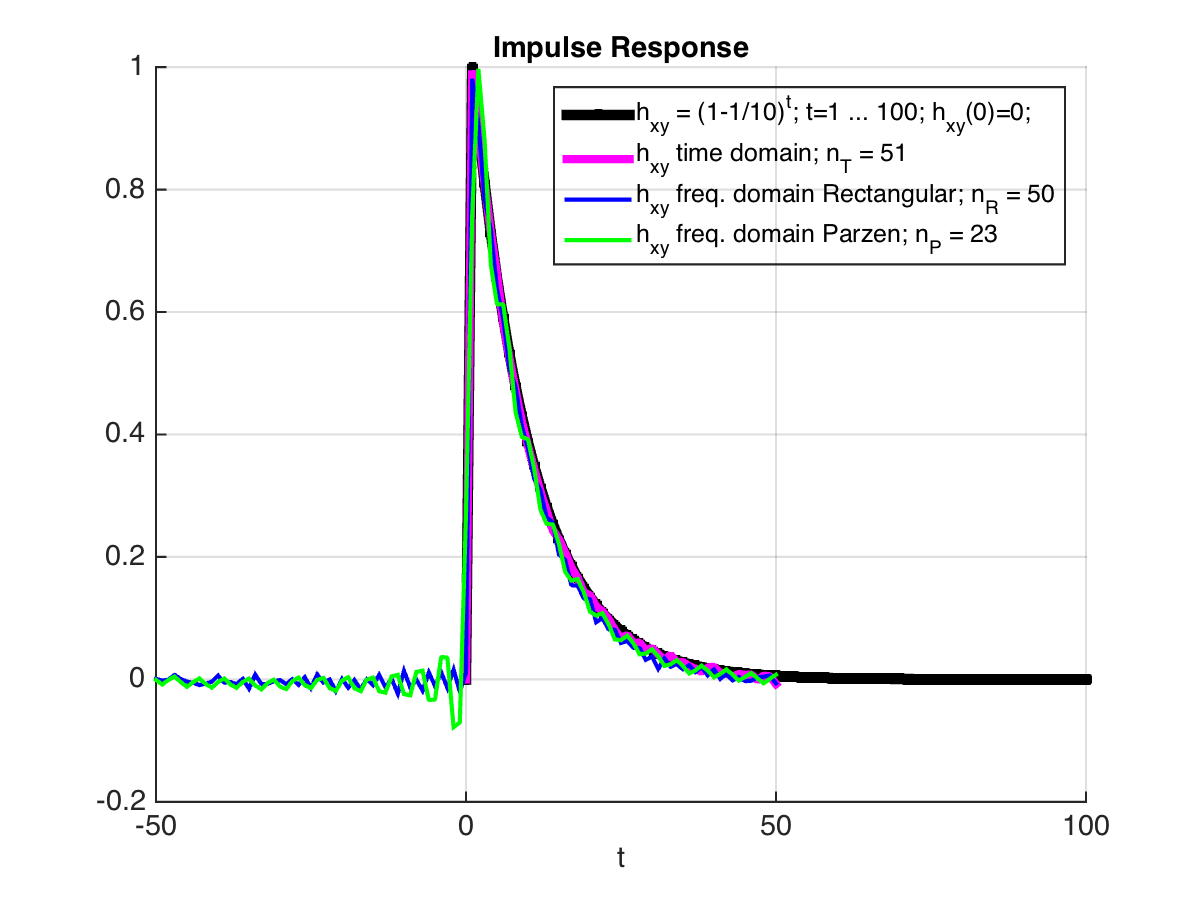 Impulse Response
1
0.8
0.6
0.4
0.2
0
-0.2
h_xy = (1-1/10)^t; t=1 ... 100; h_xy(0)=0;
h_xy time domain; n_T = 51
h_xy freq. domain Rectangular; n_R = 50
h_xy freq. domain Parzen; n_P = 23
-50 0 50 100
t